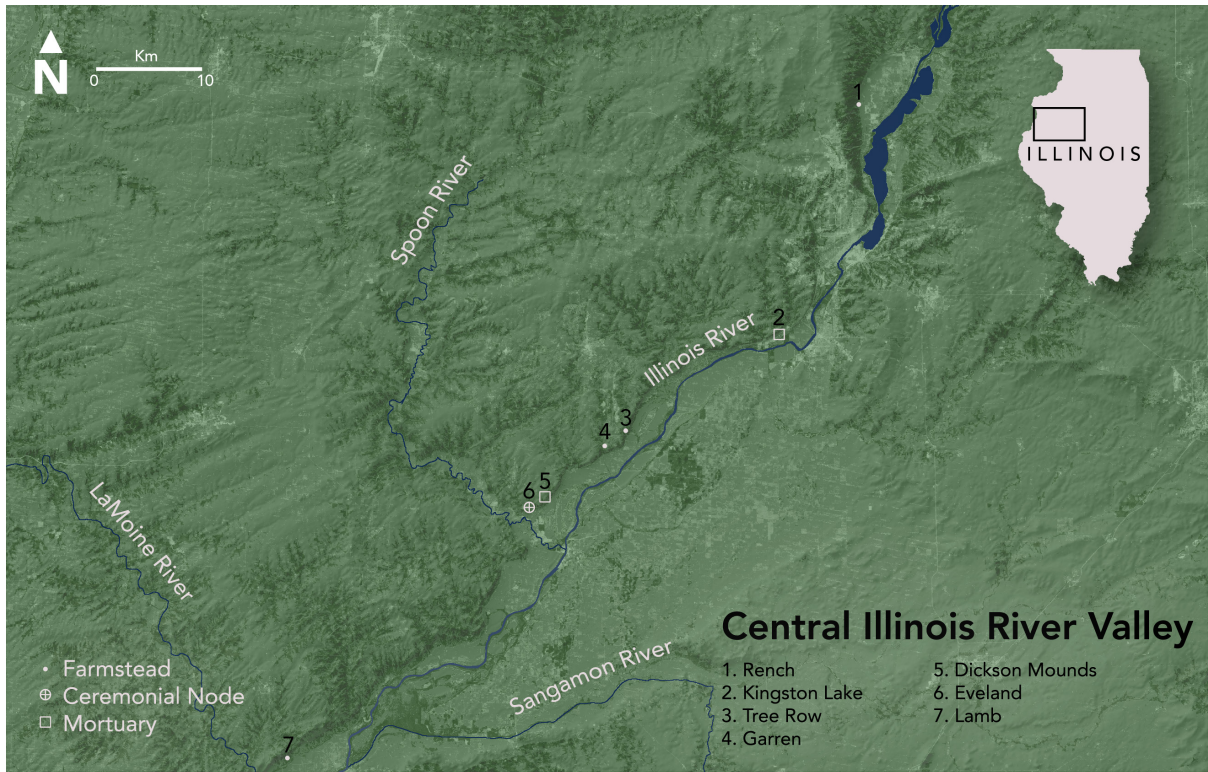 N
Km
0 10
1
ILLINOIS
Spoon River
2
Illinois River
3
4
5
6
LaMoine River
Central Illinois River Valley
Sangamon River
Farmstead
Ceremonial Node
Mortuary
1. Rench
2. Kingston Lake
3. Tree Row
4. Garren
5. Dickson Mounds
6. Eveland
7. Lamb
7